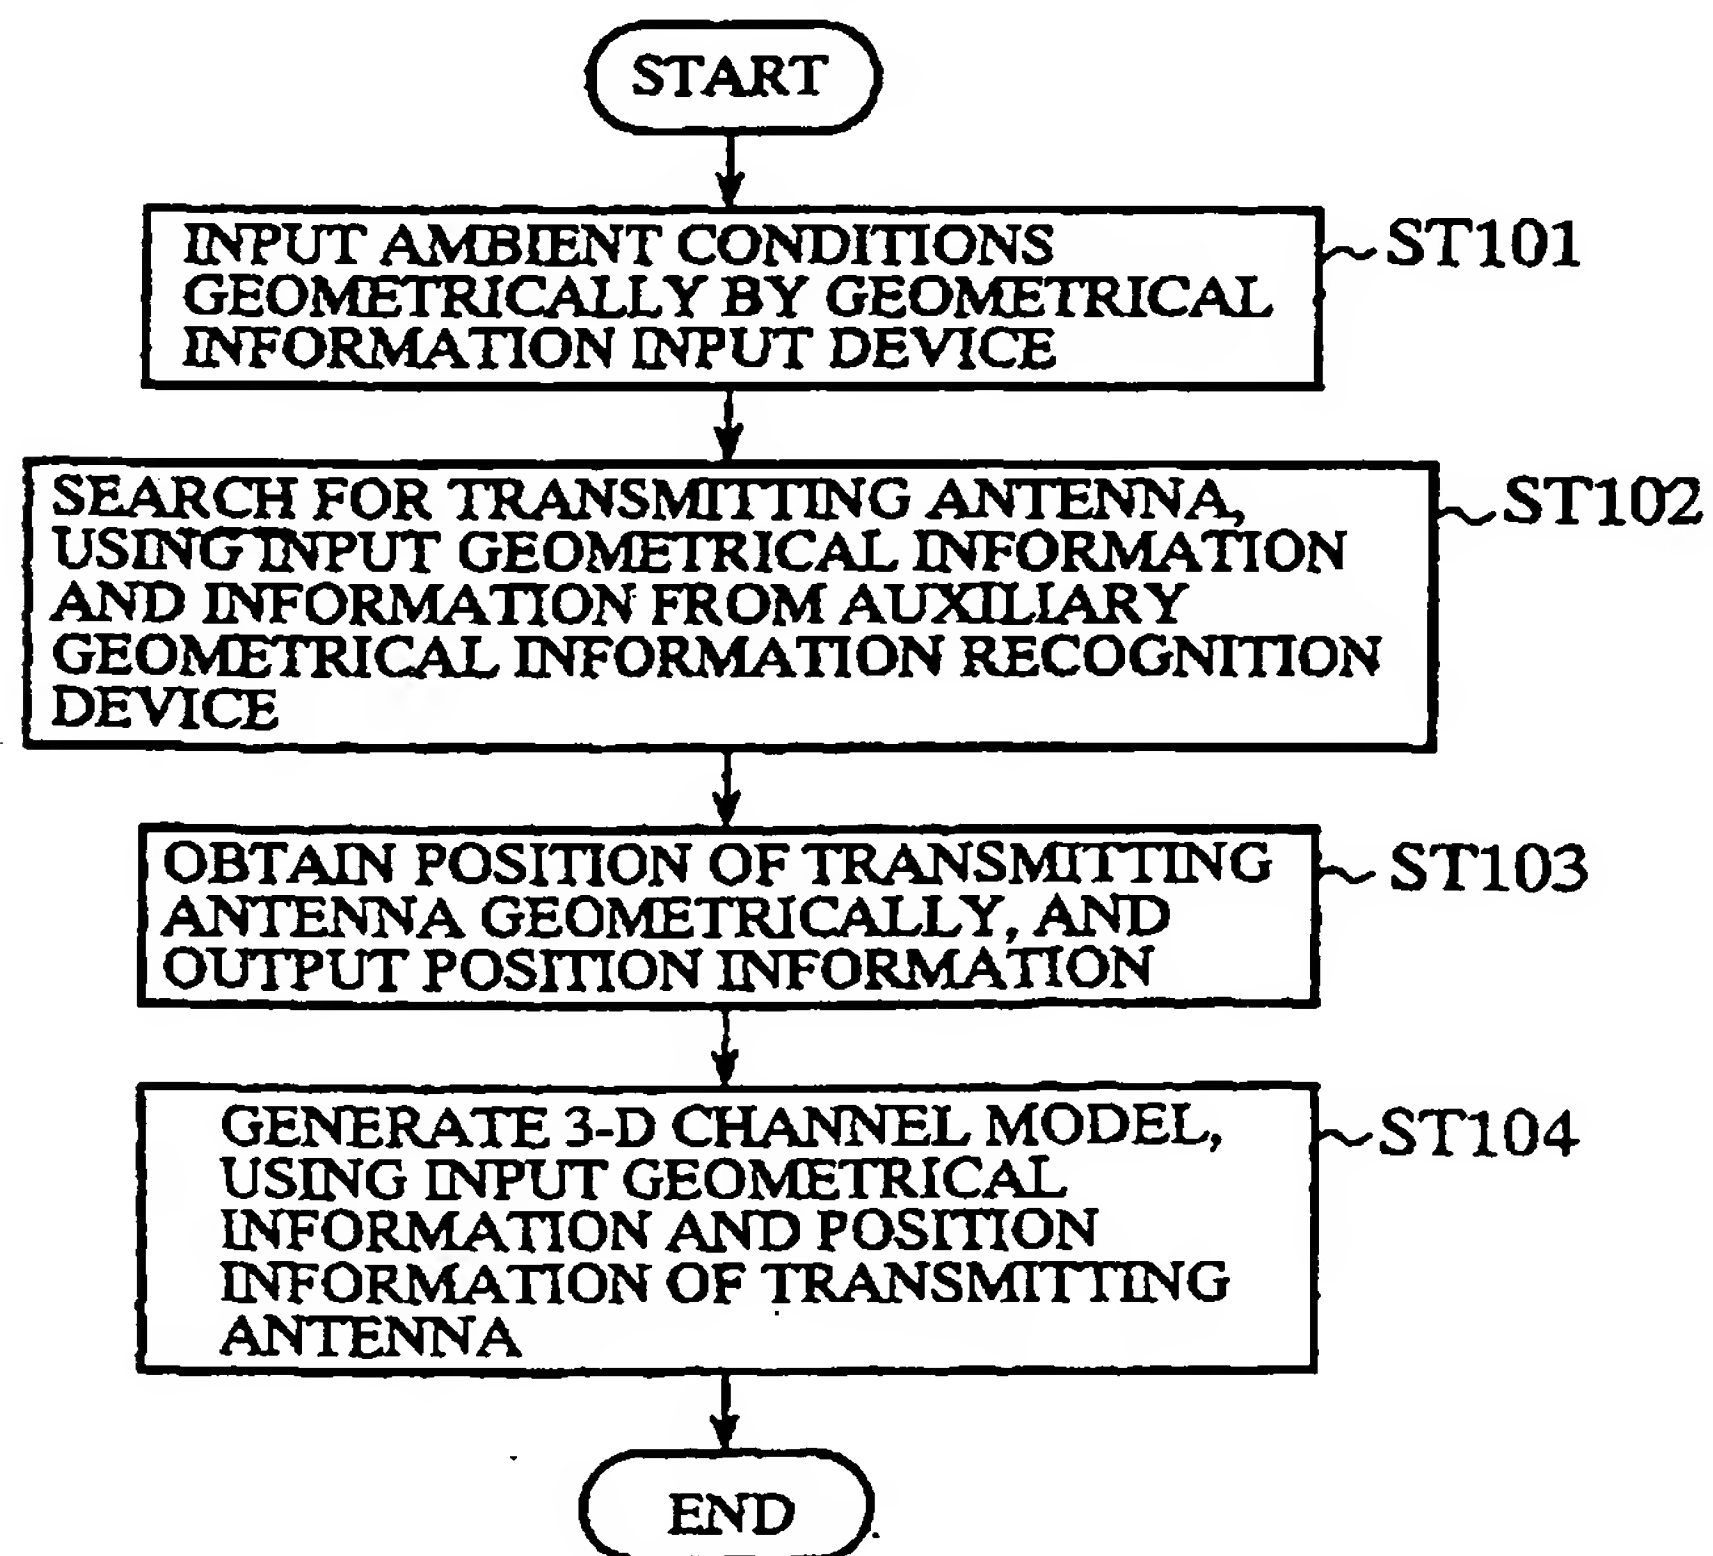 START
INPUT AMBIENT CONDITIONS
GEOMETRICALLY BY GEOMETRICAL
INFORMATION INPUT DEVICE
ST101
SEARCH FOR TRANSMITTING ANTENNA,
USING INPUT GEOMETRICAL INFORMATION
AND INFORMATION FROM AUXILIARY
GEOMETRICAL INFORMATION RECOGNITION
DEVICE
ST102
OBTAIN POSITION OF TRANSMITTING
ANTENNA GEOMETRICALLY, AND
OUTPUT POSITION INFORMATION
ST103
GENERATE 3-D CHANNEL MODEL,
USING INPUT GEOMETRICAL
INFORMATION AND POSITION
INFORMATION OF TRANSMITTING
ANTENNA
ST104
END